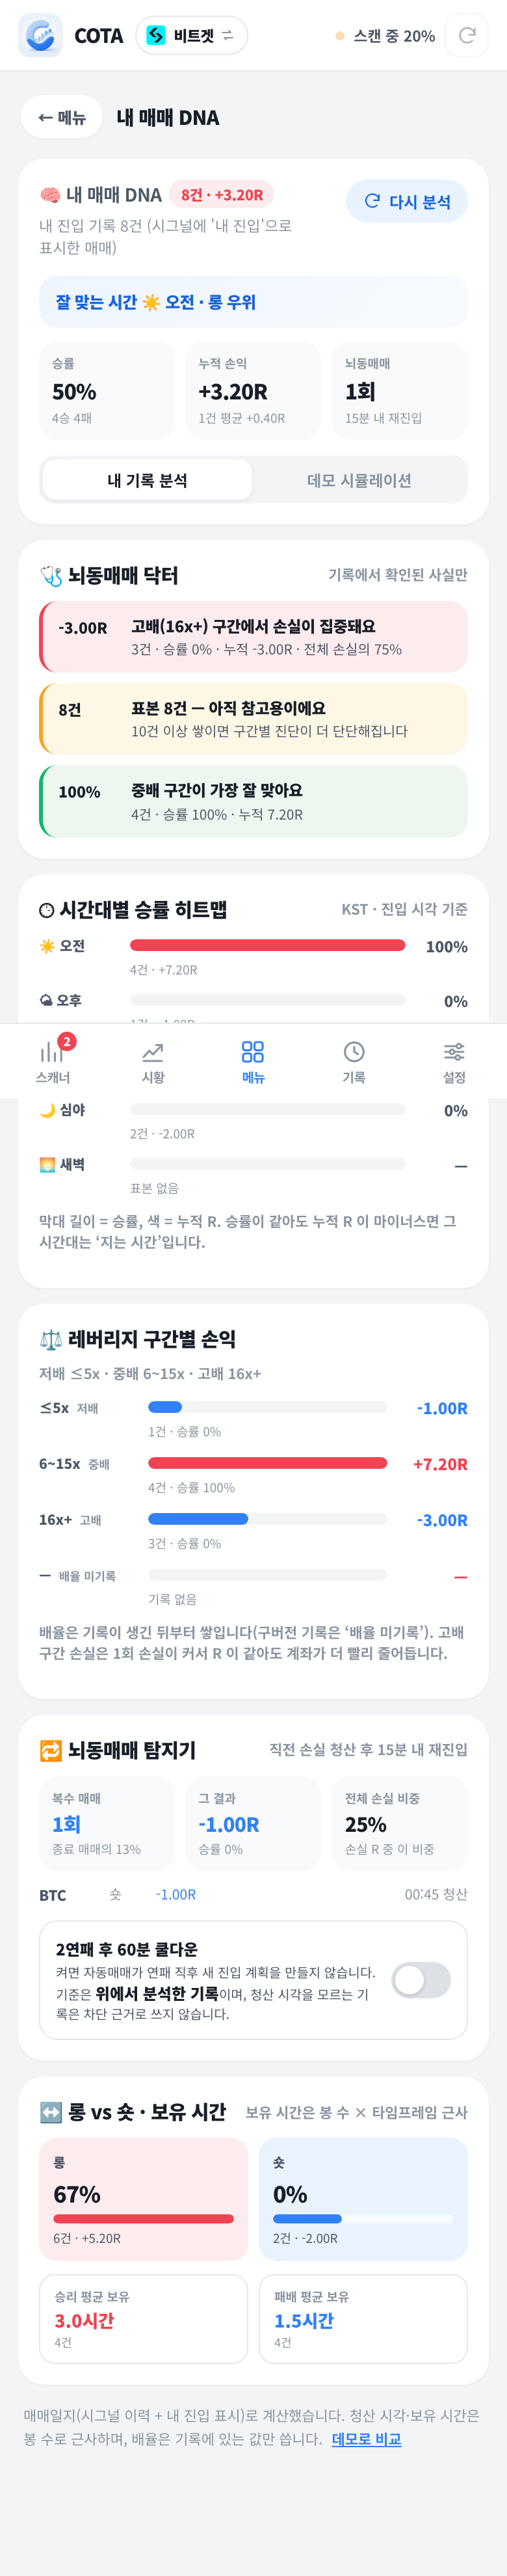 COTA 비트겟 스캔 중 20%
← 메뉴 내 매매 DNA
내 매매 DNA 8건 · +3.20R 다시 분석
내 진입 기록 8건 (시그널에 '내 진입'으로
표시한 매매)
잘 맞는 시간 ☀️ 오전 · 롱 우위
승률 누적 손익 뇌동매매
50% +3.20R 1회
4승 4패 1건 평균 +0.40R 15분 내 재진입
내 기록 분석 데모 시뮬레이션
뇌동매매 닥터 기록에서 확인된 사실만
-3.00R 고배(16x+) 구간에서 손실이 집중돼요
3건 · 승률 0% · 누적 -3.00R · 전체 손실의 75%
8건 표본 8건 — 아직 참고용이에요
10건 이상 쌓이면 구간별 진단이 더 단단해집니다
100% 중배 구간이 가장 잘 맞아요
4건 · 승률 100% · 누적 7.20R
시간대별 승률 히트맵 KST · 진입 시각 기준
오전 100%
4건 · +7.20R
오후 0%
2
스캐너 시황 메뉴 기록 설정
심야 0%
2건 · -2.00R
새벽 —
표본 없음
막대 길이 = 승률, 색 = 누적 R. 승률이 같아도 누적 R 이 마이너스면 그
시간대는 ‘지는 시간’입니다.
레버리지 구간별 손익
저배 ≤5x · 중배 6~15x · 고배 16x+
≤5x 저배 -1.00R
1건 · 승률 0%
6~15x 중배 +7.20R
4건 · 승률 100%
16x+ 고배 -3.00R
3건 · 승률 0%
— 배율 미기록 —
기록 없음
배율은 기록이 생긴 뒤부터 쌓입니다(구버전 기록은 ‘배율 미기록’). 고배
구간 손실은 1회 손실이 커서 R 이 같아도 계좌가 더 빨리 줄어듭니다.
뇌동매매 탐지기 직전 손실 청산 후 15분 내 재진입
복수 매매 그 결과 전체 손실 비중
1회 -1.00R 25%
종료 매매의 13% 승률 0% 손실 R 중 이 비중
BTC 숏 -1.00R 00:45 청산
2연패 후 60분 쿨다운
켜면 자동매매가 연패 직후 새 진입 계획을 만들지 않습니다.
기준은 위에서 분석한 기록이며, 청산 시각을 모르는 기
록은 차단 근거로 쓰지 않습니다.
롱 vs 숏 · 보유 시간 보유 시간은 봉 수 × 타임프레임 근사
롱 숏
67% 0%
6건 · +5.20R 2건 · -2.00R
승리 평균 보유 패배 평균 보유
3.0시간 1.5시간
4건 4건
매매일지(시그널 이력 + 내 진입 표시)로 계산했습니다. 청산 시각·보유 시간은
봉 수로 근사하며, 배율은 기록에 있는 값만 씁니다. 데모로 비교